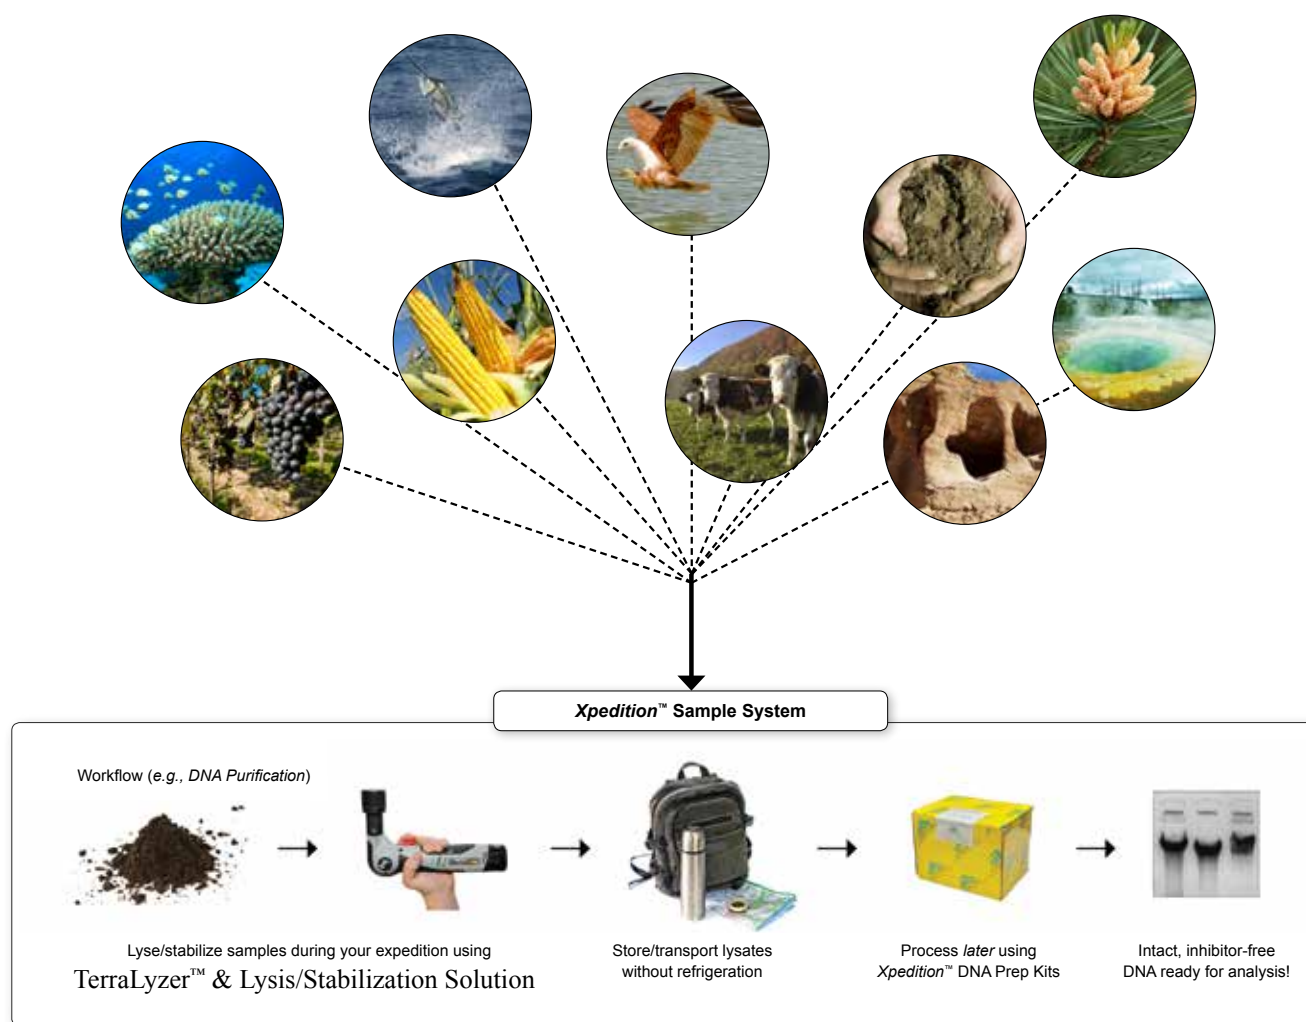 Xpedition™ Sample System
Workflow (e.g., DNA Purification)
Lyse/stabilize samples during your expedition using
TerraLyzer™ & Lysis/Stabilization Solution
Store/transport lysates
without refrigeration
Process later using
Xpedition™ DNA Prep Kits
Intact, inhibitor-free
DNA ready for analysis!